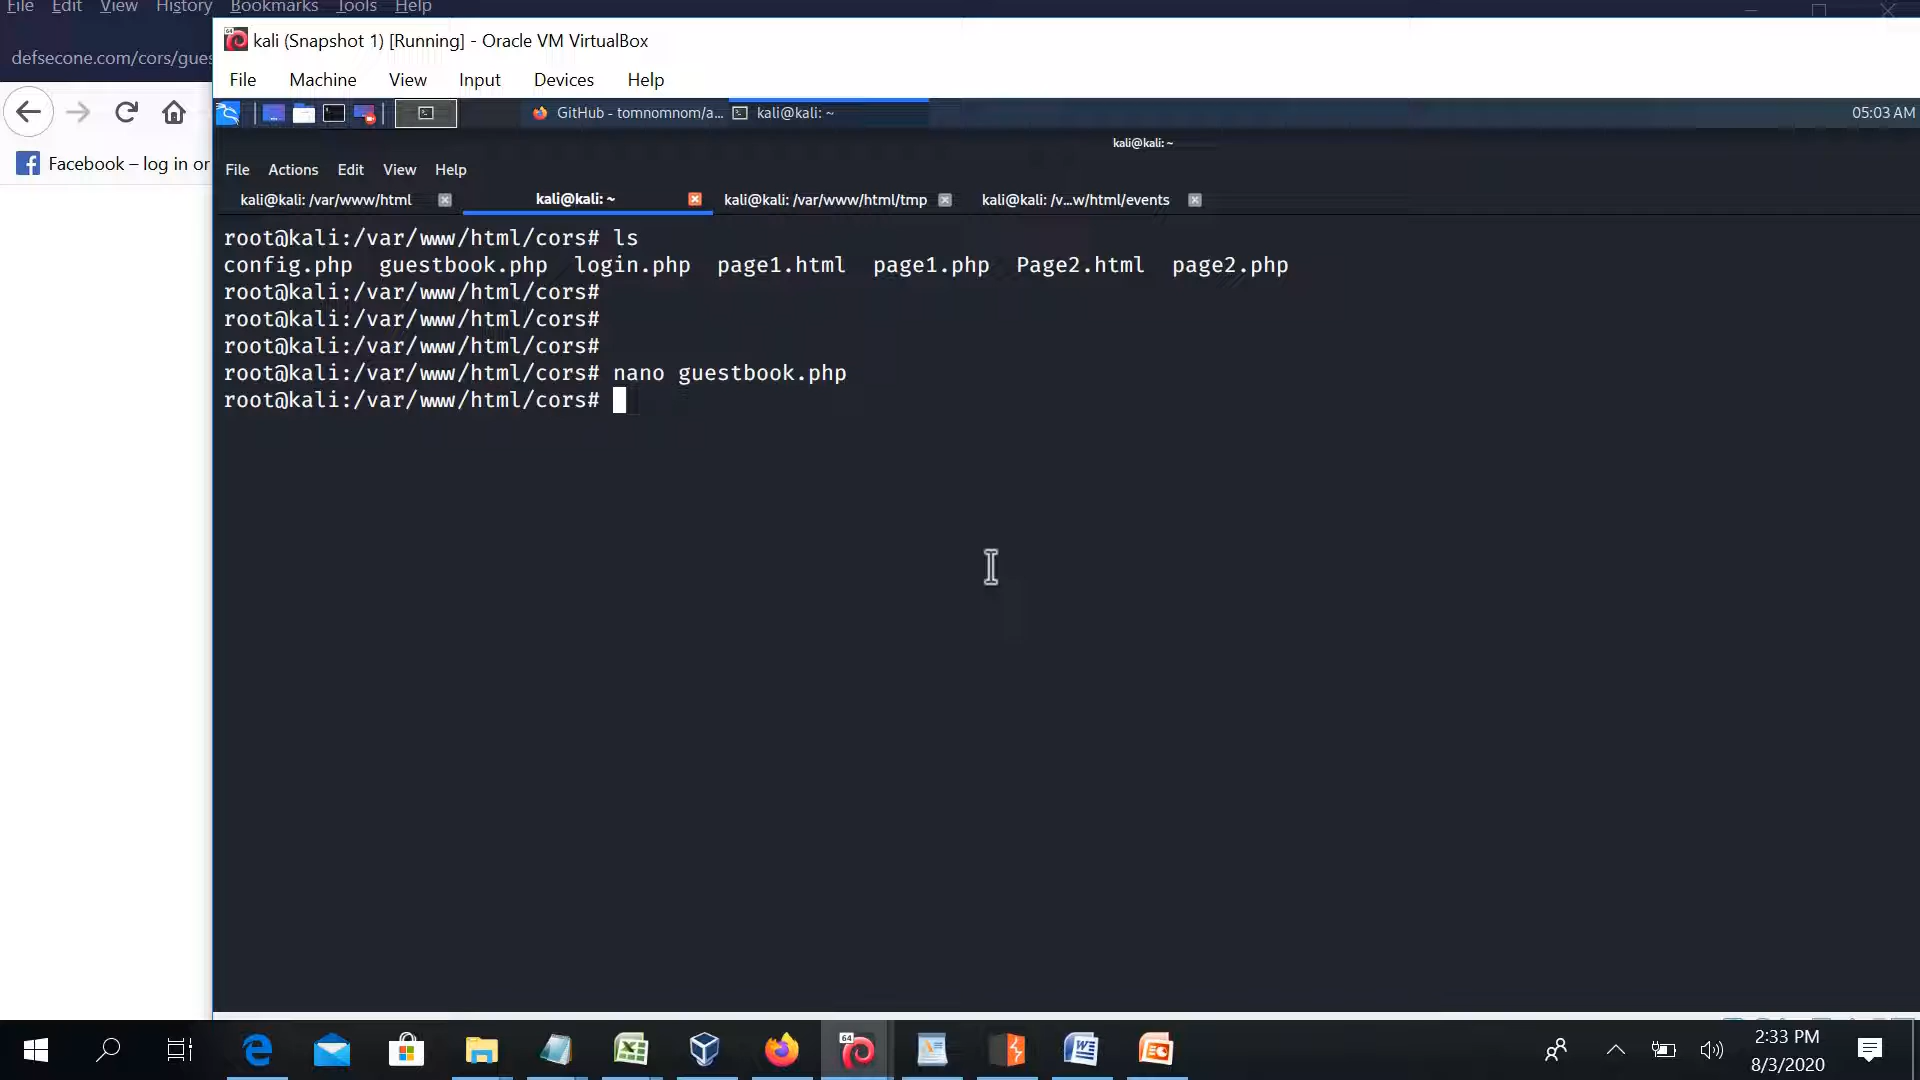 File Edit View History Bookmarks Tools Help
kali (Snapshot 1) [Running] - Oracle VM VirtualBox
defsecone.com/cors/gues
File Machine View Input Devices Help
GitHub - tomnomnom/a... kali@kali: ~ 05:03 AM
kali@kali: ~
Facebook – log in or
File Actions Edit View Help
kali@kali: /var/www/html kali@kali: ~ kali@kali: /var/www/html/tmp kali@kali: /v...w/html/events
root@kali:/var/www/html/cors# ls
config.php guestbook.php login.php page1.html page1.php Page2.html page2.php
root@kali:/var/www/html/cors#
root@kali:/var/www/html/cors#
root@kali:/var/www/html/cors#
root@kali:/var/www/html/cors# nano guestbook.php
root@kali:/var/www/html/cors#
64
2:33 PM
8/3/2020